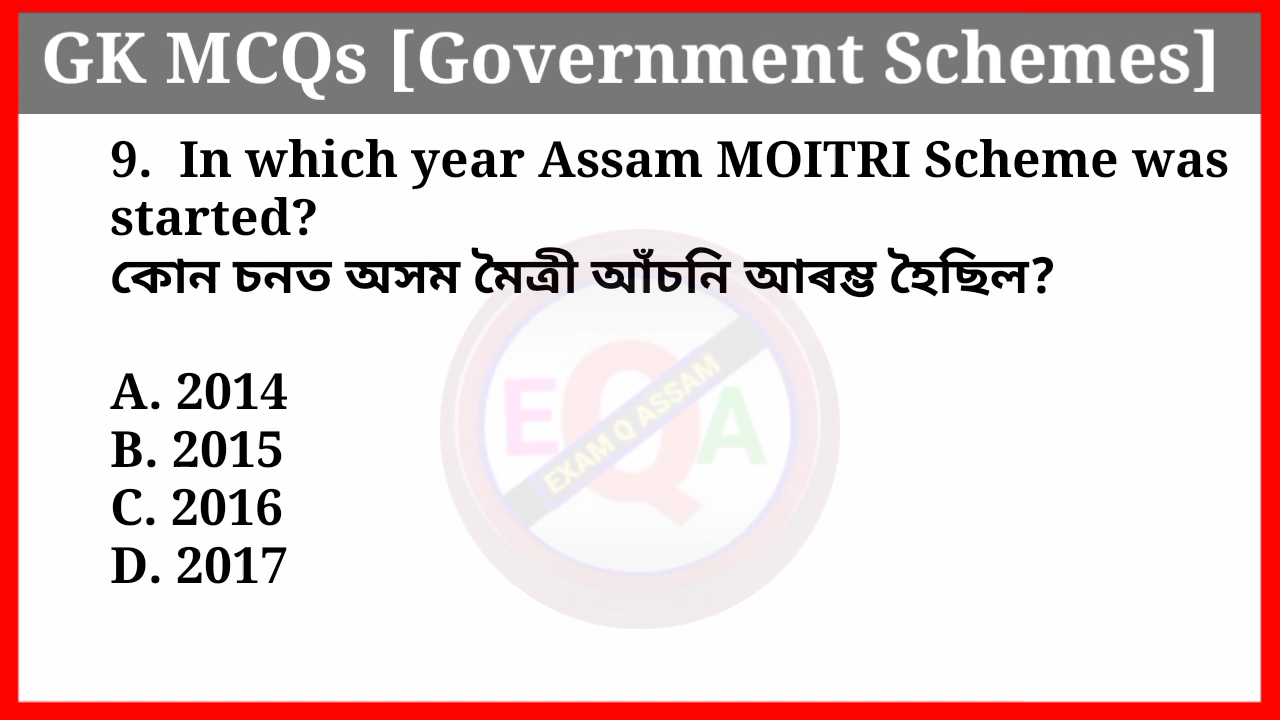 GK MCQs [Government Schemes]
9. In which year Assam MOITRI Scheme was
started?
কোন চনত অসম মৈত্ৰী আঁচনি আৰম্ভ হৈছিল?
A. 2014
B. 2015
C. 2016
D. 2017
EQA
EXAM Q ASSAM